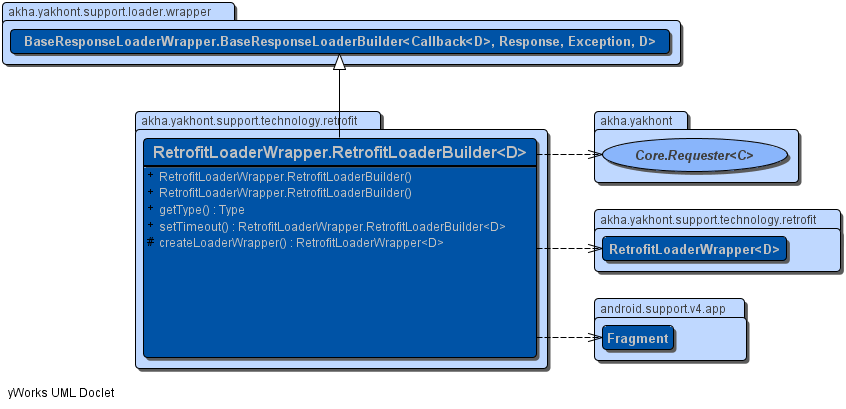 akha.yakhont.support.loader.wrapper
BaseResponseLoaderWrapper.BaseResponseLoaderBuilder<Callback<D>, Response, Exception, D>
akha.yakhont.support.technology.retrofit
RetrofitLoaderWrapper.RetrofitLoaderBuilder<D>
+ RetrofitLoaderWrapper.RetrofitLoaderBuilder()
+ RetrofitLoaderWrapper.RetrofitLoaderBuilder()
+ getType() : Type
+ setTimeout() : RetrofitLoaderWrapper.RetrofitLoaderBuilder<D>
# createLoaderWrapper() : RetrofitLoaderWrapper<D>
akha.yakhont
Core.Requester<C>
akha.yakhont.support.technology.retrofit
RetrofitLoaderWrapper<D>
android.support.v4.app
Fragment
yWorks UML Doclet